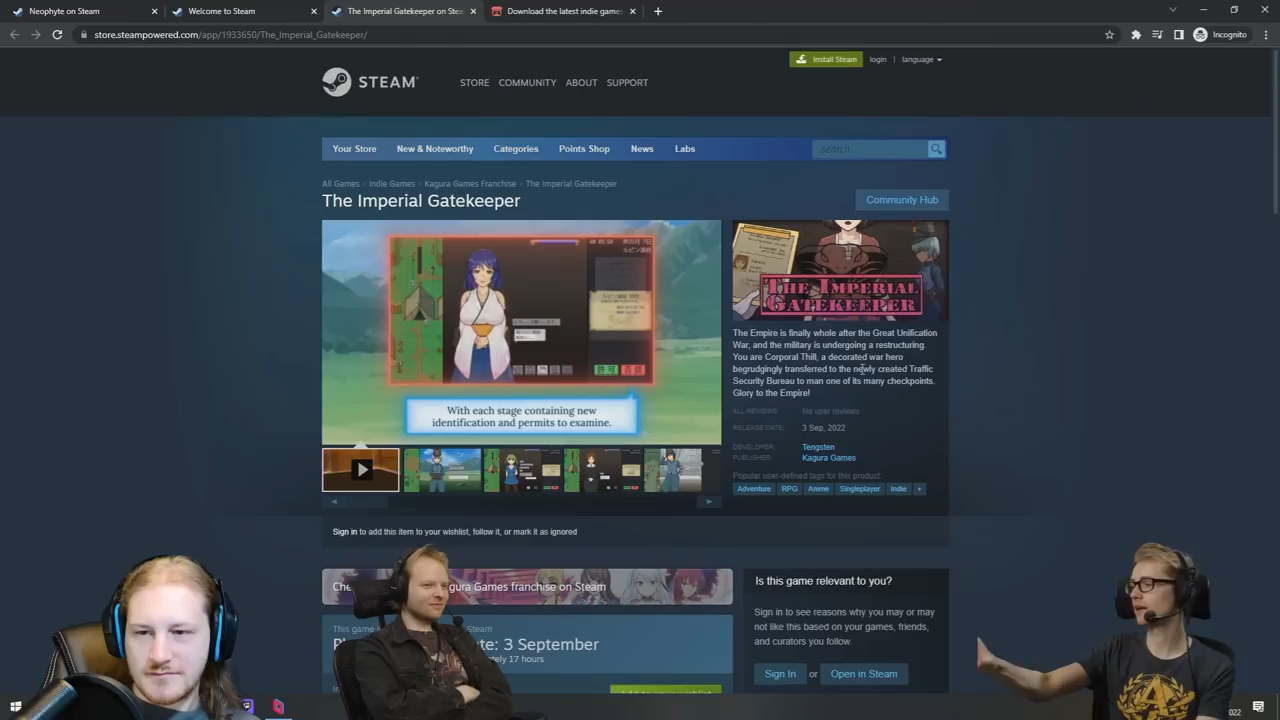 Neophyte on Steam
Welcome to Steam
The Imperial Gatekeeper on Stea
Download the latest indie games
store.steampowered.com/app/1933650/The_Imperial_Gatekeeper/
Incognito
Install Steam
login | language
STEAM
STORE COMMUNITY ABOUT SUPPORT
Your Store New & Noteworthy Categories Points Shop News Labs
search
All Games > Indie Games > Kagura Games Franchise > The Imperial Gatekeeper
The Imperial Gatekeeper
Community Hub
With each stage containing new
identification and permits to examine.
THE IMPERIAL
GATEKEEPER
The Empire is finally whole after the Great Unification
War, and the military is undergoing a restructuring.
You are Corporal Thill, a decorated war hero
begrudgingly transferred to the newly created Traffic
Security Bureau to man one of its many checkpoints.
Glory to the Empire!
ALL REVIEWS: No user reviews
RELEASE DATE: 3 Sep, 2022
DEVELOPER: Tengsten
PUBLISHER: Kagura Games
Popular user-defined tags for this product:
Adventure RPG Anime Singleplayer Indie +
Sign in to add this item to your wishlist, follow it, or mark it as ignored
gura Games franchise on Steam
This game
Steam
te: 3 September
ately 17 hours
Is this game relevant to you?
Sign in to see reasons why you may or may
not like this based on your games, friends,
and curators you follow.
Sign In or Open in Steam